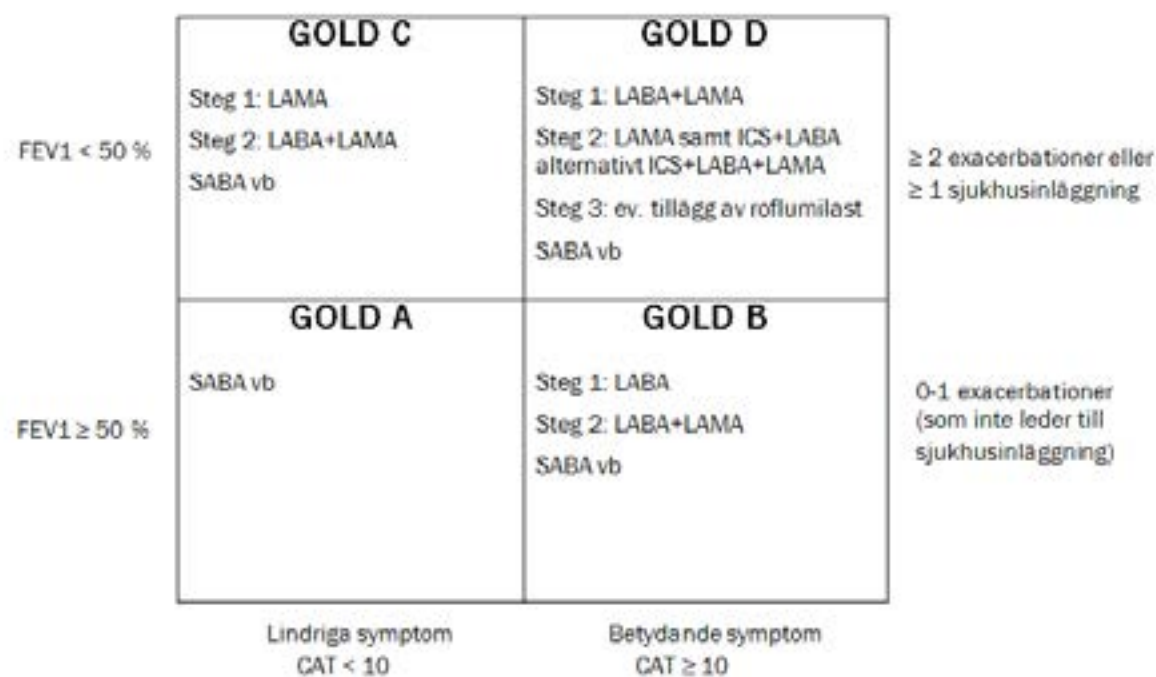 GOLD C
Steg 1: LAMA
Steg 2: LABA+LAMA
SABA vb
GOLD D
Steg 1: LABA+LAMA
Steg 2: LAMA samt ICS+LABA
alternativt ICS+LABA+LAMA
Steg 3: ev. tillägg av roflumilast
SABA vb
FEV1 < 50 %
≥ 2 exacerbationer eller
≥ 1 sjukhusinläggning
GOLD A
SABA vb
GOLD B
Steg 1: LABA
Steg 2: LABA+LAMA
SABA vb
FEV1 ≥ 50 %
0-1 exacerbationer
(som inte leder till
sjukhusinläggning)
Lindriga symptom
CAT < 10
Betydande symptom
CAT ≥ 10